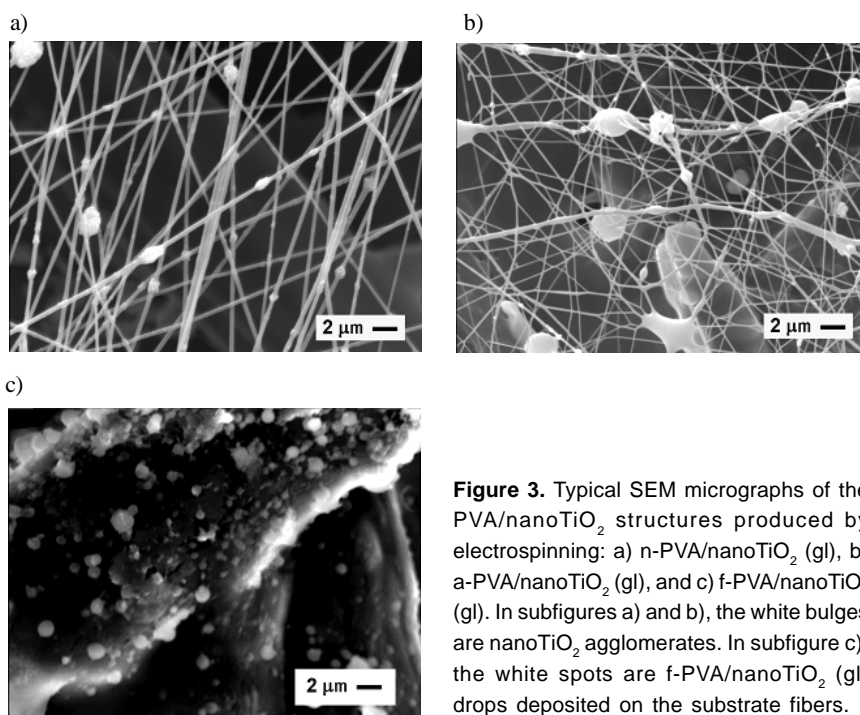 a)
b)
2 µm
2 µm
c)
2 µm
Figure 3. Typical SEM micrographs of the
PVA/nanoTiO₂ structures produced by
electrospinning: a) n-PVA/nanoTiO₂ (gl), b
a-PVA/nanoTiO₂ (gl), and c) f-PVA/nanoTiO
(gl). In subfigures a) and b), the white bulges
are nanoTiO₂ agglomerates. In subfigure c)
the white spots are f-PVA/nanoTiO₂ (gl
drops deposited on the substrate fibers.